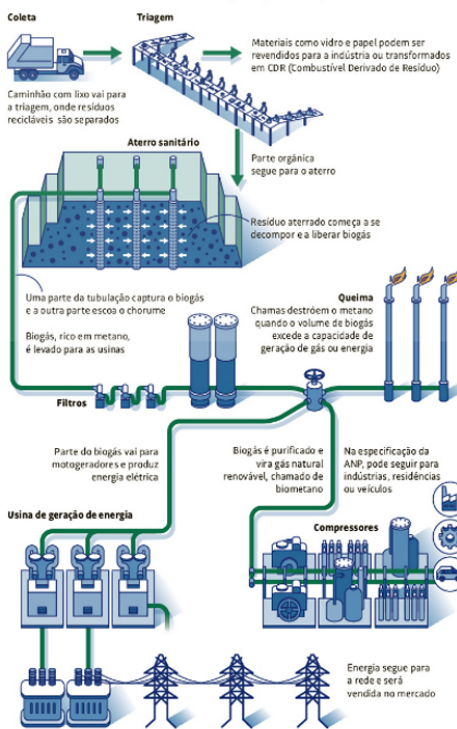 Coleta
Caminhão com lixo vai para
a triagem, onde resíduos
recicláveis são separados
Triagem
Materiais como vidro e papel podem ser
revendidos para a indústria ou transformados
em CDR (Combustível Derivado de Resíduo)
Parte orgânica
segue para o aterro
Aterro sanitário
Resíduo aterrado começa a se
decompor e a liberar biogás
Uma parte da tubulação captura o biogás
e a outra parte escoa o chorume
Biogás, rico em metano,
é levado para as usinas
Queima
Chamas destróem o metano
quando o volume de biogás
excede a capacidade de
geração de gás ou energia
Filtros
Parte do biogás vai para
motogeradores e produz
energia elétrica
Biogás é purificado e
vira gás natural
renovável, chamado de
biometano
Na especificação da
ANP, pode seguir para
indústrias, residências
ou veículos
Usina de geração de energia
Compressores
Energia segue para
a rede e será
vendida no mercado